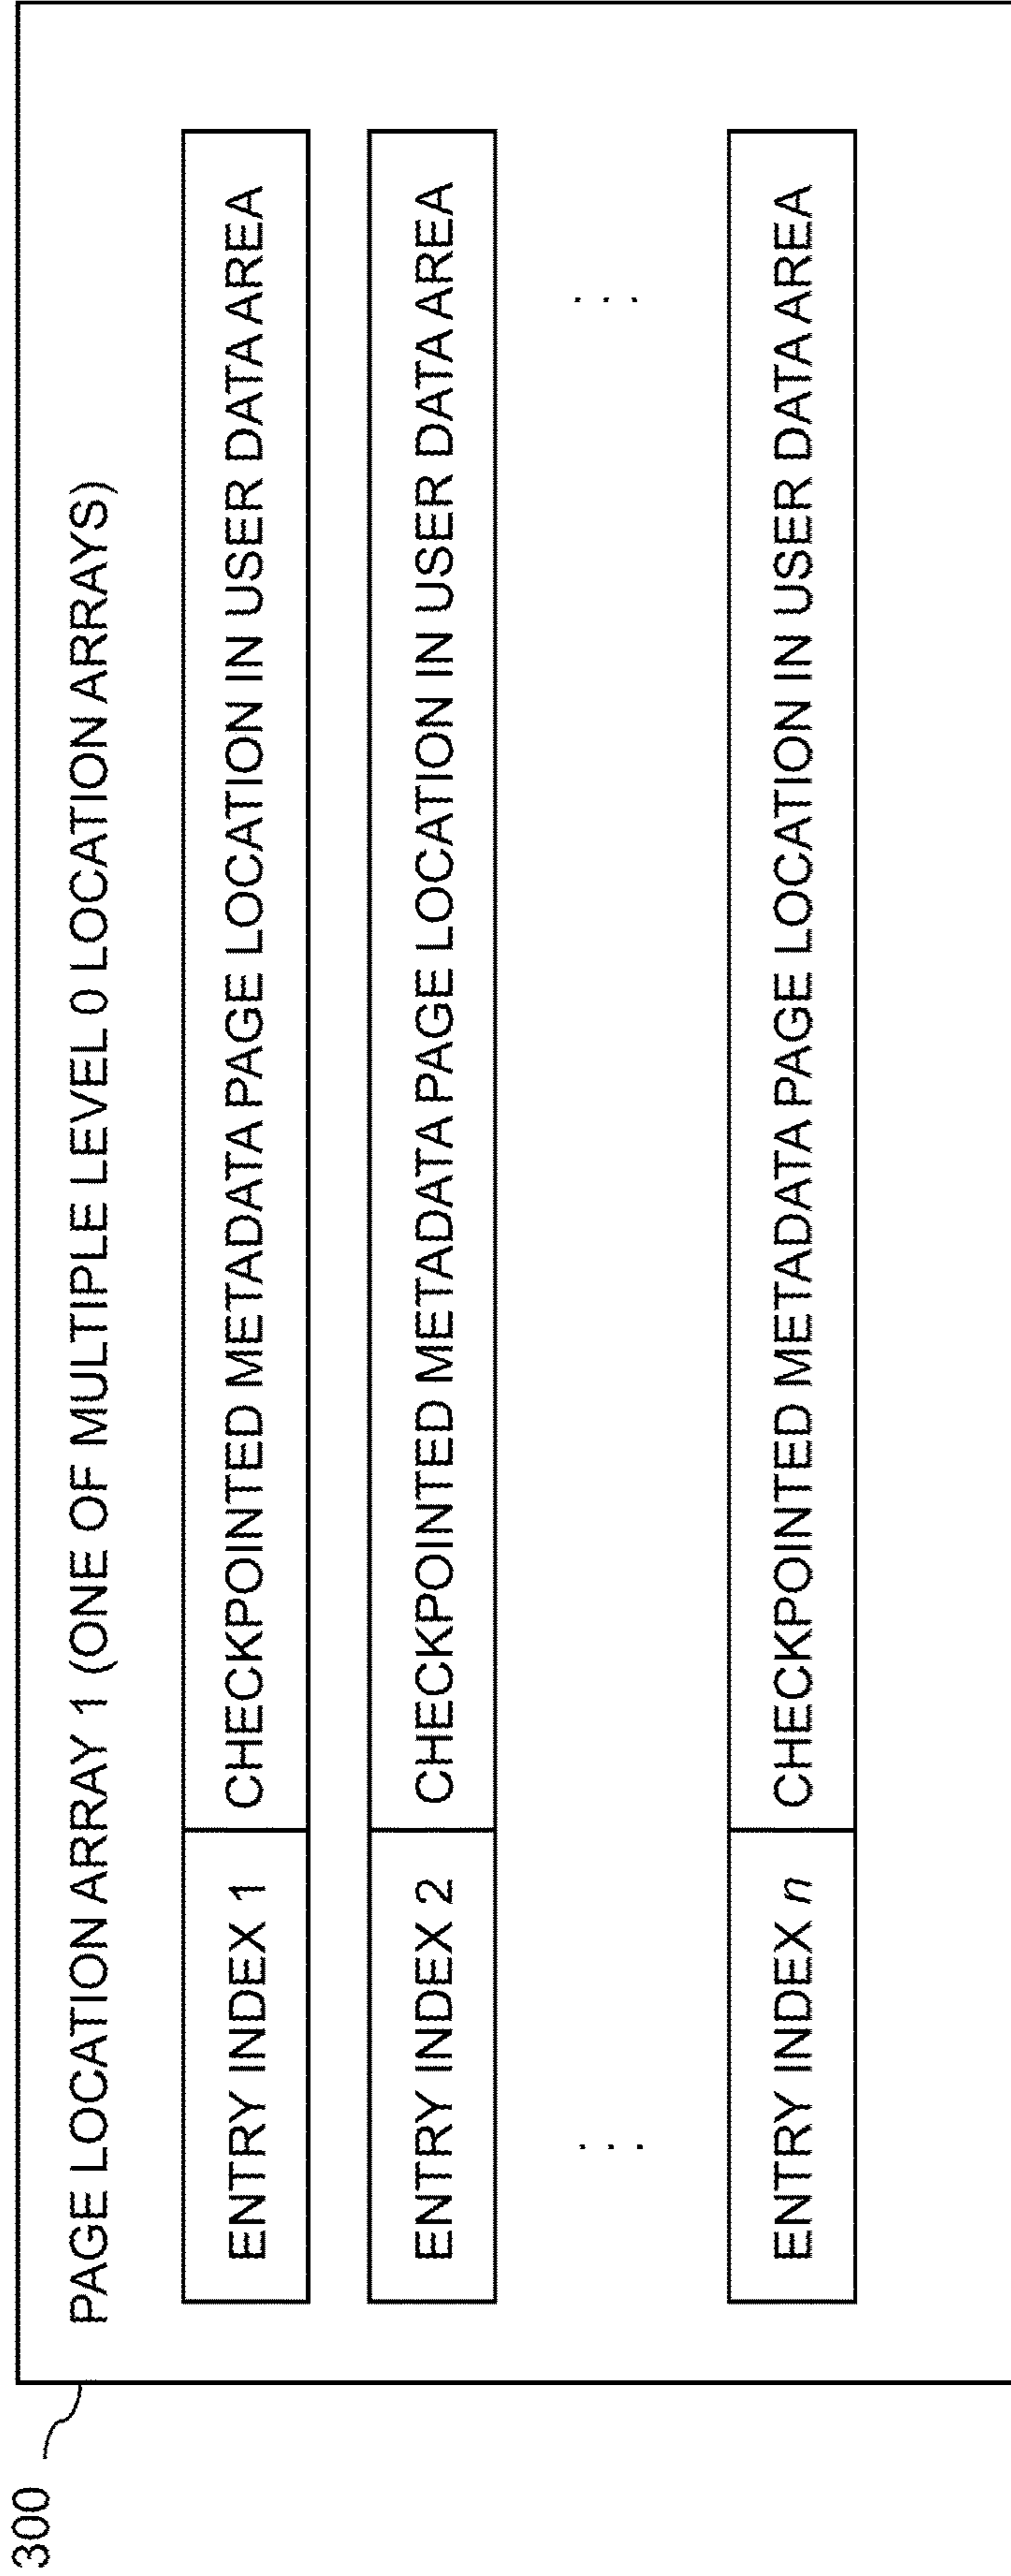 300
PAGE LOCATION ARRAY 1 (ONE OF MULTIPLE LEVEL 0 LOCATION ARRAYS)
ENTRY INDEX 1 CHECKPOINTED METADATA PAGE LOCATION IN USER DATA AREA
ENTRY INDEX 2 CHECKPOINTED METADATA PAGE LOCATION IN USER DATA AREA
. . . . . .
ENTRY INDEX n CHECKPOINTED METADATA PAGE LOCATION IN USER DATA AREA